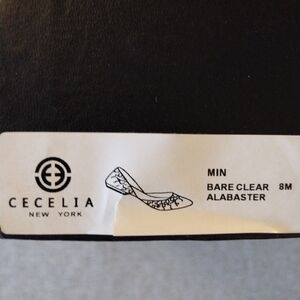 CECELIA
NEW YORK
MIN
BARE CLEAR 8M
ALABASTER